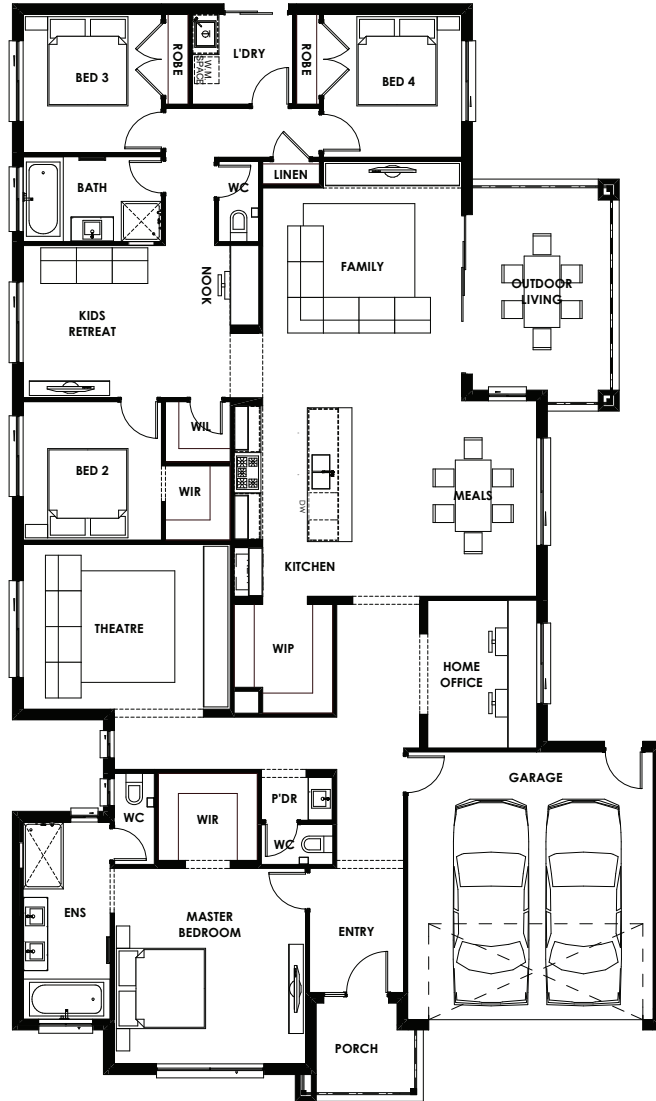 BED 3
ROBE
L'DRY
W/M
SPACE
ROBE
BED 4
LINEN
BATH
WC
FAMILY
NOOK
KIDS
RETREAT
OUTDOOR
LIVING
WIL
BED 2
WIR
DW
MEALS
KITCHEN
THEATRE
WIP
HOME
OFFICE
GARAGE
WC
WIR
P'DR
WC
ENS
MASTER
BEDROOM
ENTRY
PORCH